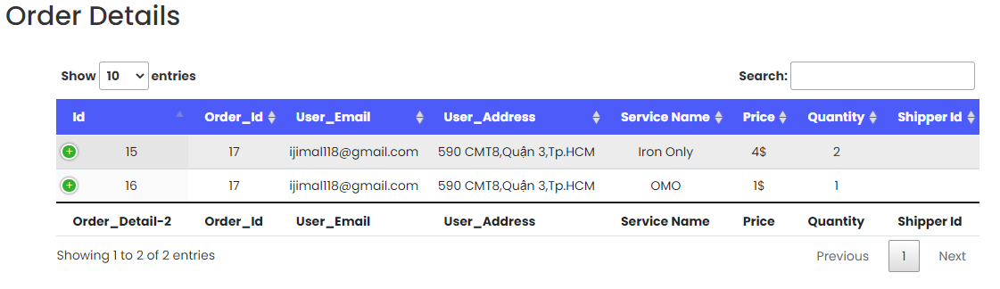 Order Details
Show 10 entries Search:
Id Order_Id User_Email User_Address Service Name Price Quantity Shipper Id
15 17 ijimal118@gmail.com 590 CMT8,Quận 3,Tp.HCM Iron Only 4$ 2
16 17 ijimal118@gmail.com 590 CMT8,Quận 3,Tp.HCM OMO 1$ 1
Order_Detail-2 Order_Id User_Email User_Address Service Name Price Quantity Shipper Id
Showing 1 to 2 of 2 entries Previous 1 Next